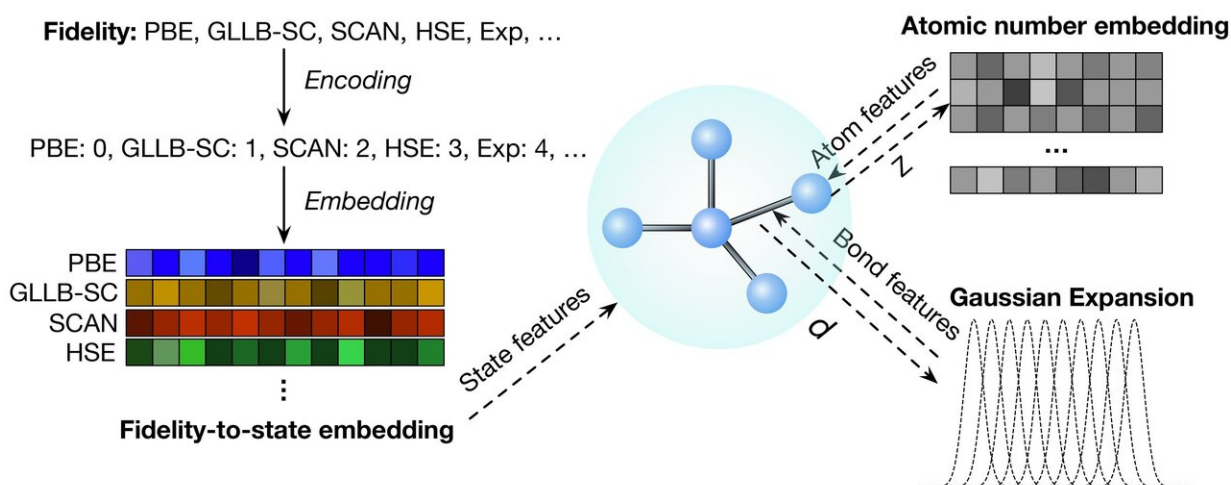 Fidelity: PBE, GLLB-SC, SCAN, HSE, Exp, ...
Encoding
PBE: 0, GLLB-SC: 1, SCAN: 2, HSE: 3, Exp: 4, ...
Embedding
PBE
GLLB-SC
SCAN
HSE
⋮
Fidelity-to-state embedding
State features
Atomic number embedding
Atom features
Z
...
Bond features
d
Gaussian Expansion